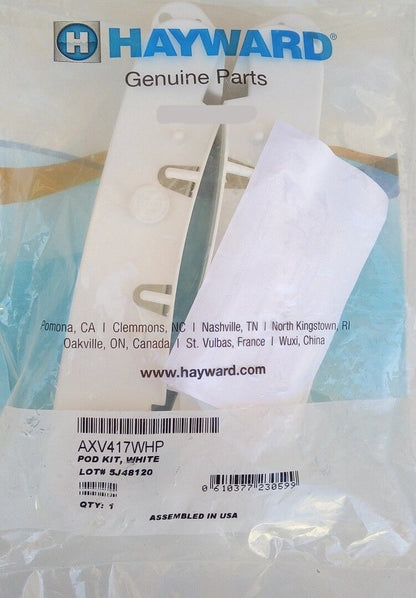 H HAYWARD®
Genuine Parts
Pomona, CA | Clemmons, NC | Nashville, TN | North Kingstown, RI
Oakville, ON, Canada | St. Vulbas, France | Wuxi, China
www.hayward.com
AXV417WHP
POD KIT, WHITE
LOT# 5J48120
0 610377 230599
QTY: 1
ASSEMBLED IN USA